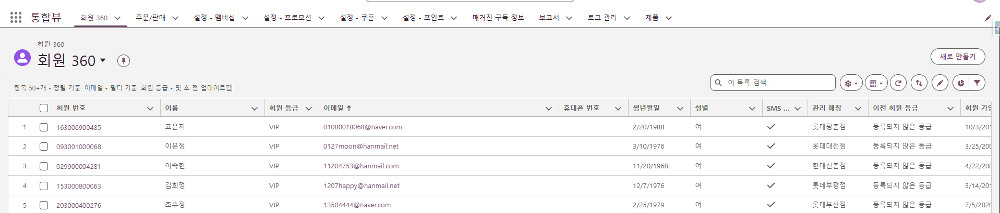 통합뷰 회원 360 주문/판매 설정 - 멤버십 설정 - 프로모션 설정 - 쿠폰 설정 - 포인트 매거진 구독 정보 보고서 로그 관리 제품
회원 360
회원 360
새로 만들기
항목 50+개 • 정렬 기준: 이메일 • 필터 기준: 회원 등급 • 몇 초 전 업데이트됨
이 목록 검색...
회원 번호 이름 회원 등급 이메일 ↑ 휴대폰 번호 생년월일 성별 SMS ... 관리 매장 이전 회원 등급 회원 가입
1 163006900485 고은지 VIP 01080018068@naver.com 2/20/1988 여 ✓ 롯데평촌점 등록되지 않은 등급 10/3/201
2 093001000068 이문정 VIP 0127moon@hanmail.net 3/10/1976 여 ✓ 롯데대전점 등록되지 않은 등급 3/25/200
3 029900004281 이숙현 VIP 11204753@hanmail.com 11/20/1968 여 ✓ 현대신촌점 등록되지 않은 등급 4/22/200
4 153000800063 김희정 VIP 1207happy@hanmail.net 12/7/1976 여 ✓ 롯데부평점 등록되지 않은 등급 3/14/201
5 203000400276 조수정 VIP 13504444@naver.com 2/25/1979 여 ✓ 롯데부산점 등록되지 않은 등급 7/5/2020